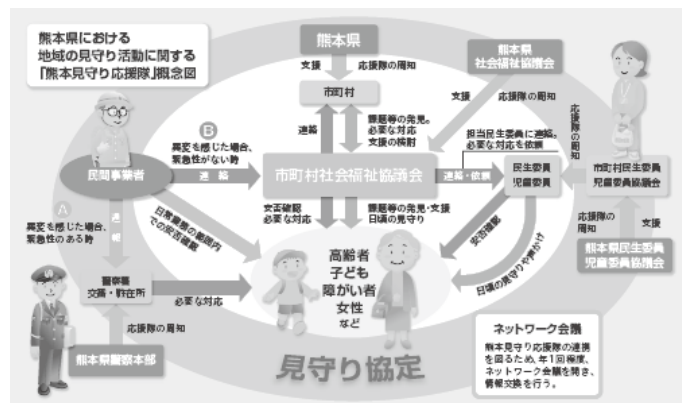 熊本県における
地域の見守り活動に関する
「熊本見守り応援隊」概念図
熊本県
支援
応援隊の周知
市町村
熊本県
社会福祉協議会
支援
応援隊の周知
連絡
課題等の発見。
必要な対応
支援の検討
B
異変を感じた場合、
緊急性がない時
民間事業者
連絡
市町村社会福祉協議会
担当民生委員に連絡。
必要な対応を依頼
連絡・依頼
民生委員
児童委員
応援隊の周知
市町村民生委員
児童委員協議会
応援隊の
周知
支援
熊本県民生委員
児童委員協議会
A
異変を感じた場合、
緊急性のある時
通報
日常業務の範囲内
での安否確認
安否確認
必要な対応
課題等の発見・支援
日頃の見守り
安否確認
日頃の見守りや声かけ
高齢者
子ども
障がい者
女性
など
警察署
交番・駐在所
必要な対応
応援隊の周知
熊本県警察本部
見守り協定
ネットワーク会議
熊本見守り応援隊の連携
を図るため、年1回程度、
ネットワーク会議を開き、
情報交換を行う。